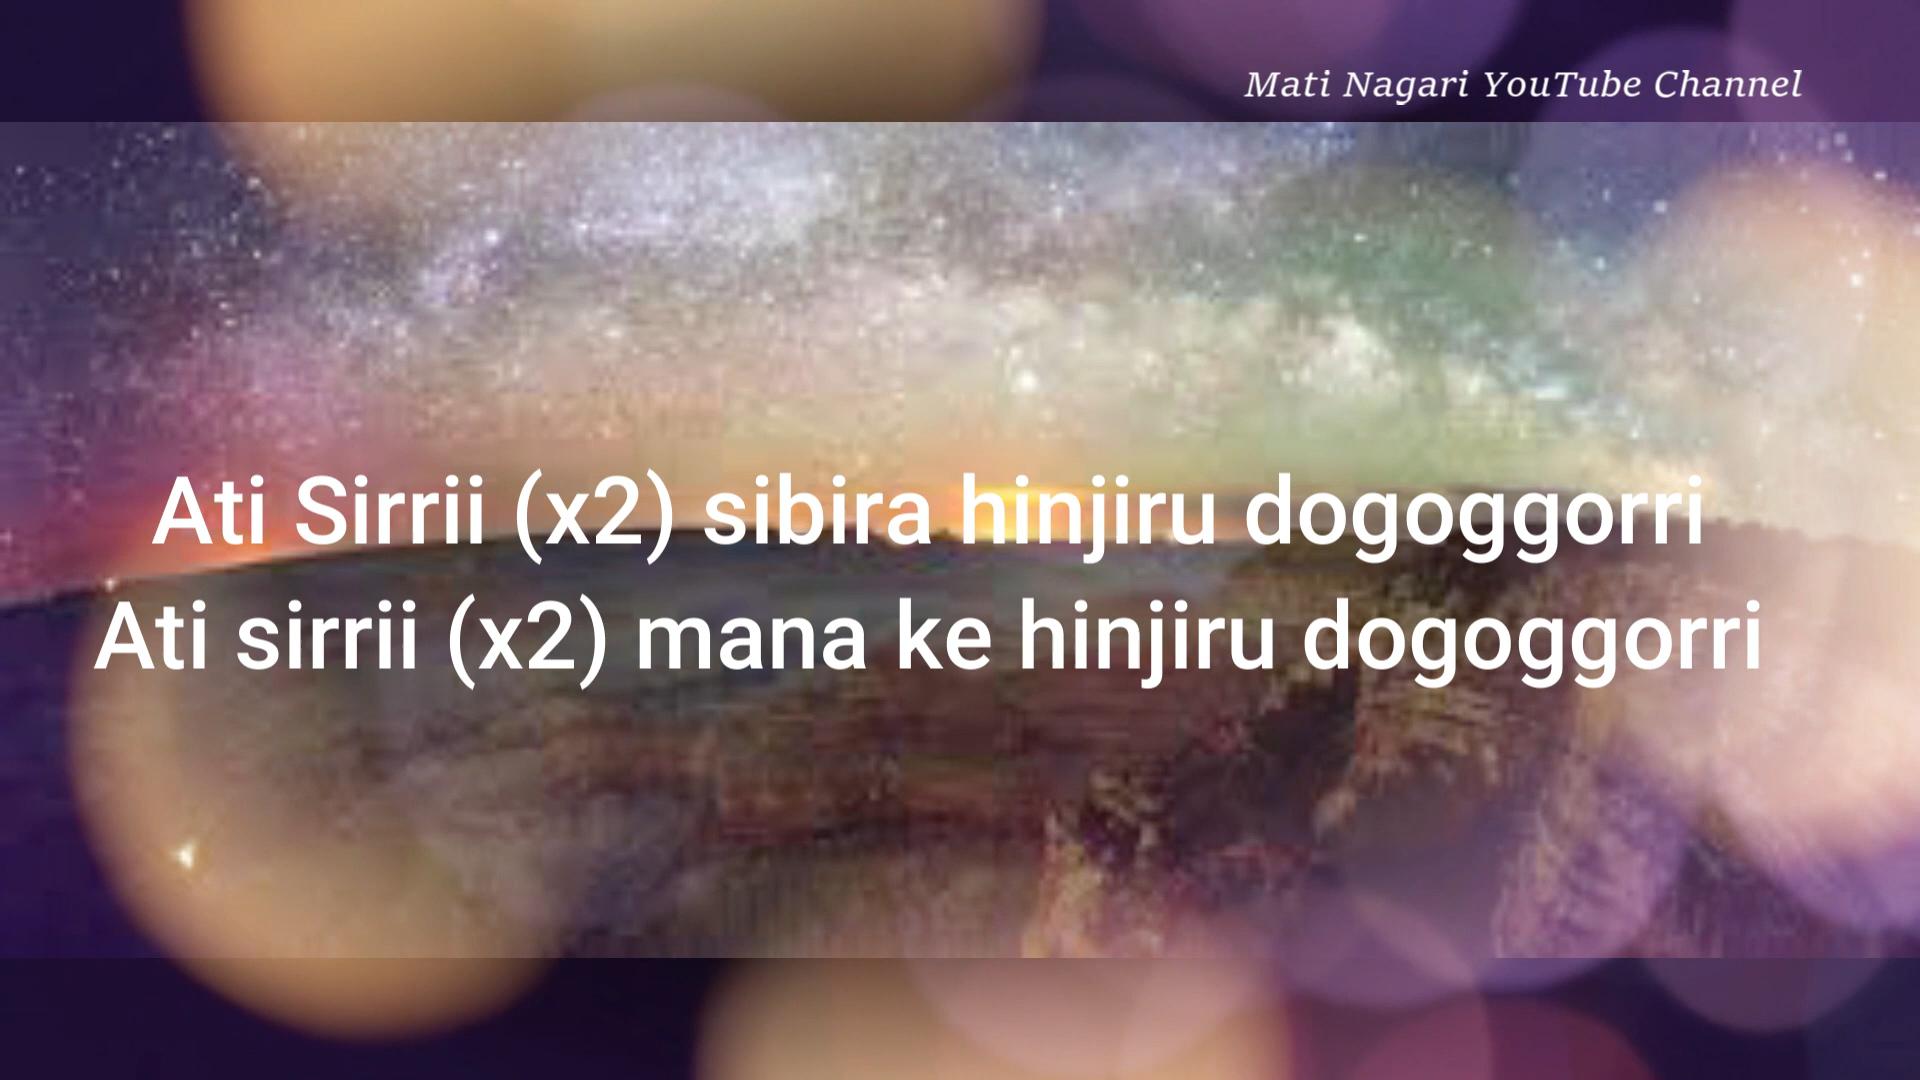 Mati Nagari YouTube Channel
Ati Sirrii (x2) sibira hinjiru dogoggorri
Ati sirrii (x2) mana ke hinjiru dogoggorri